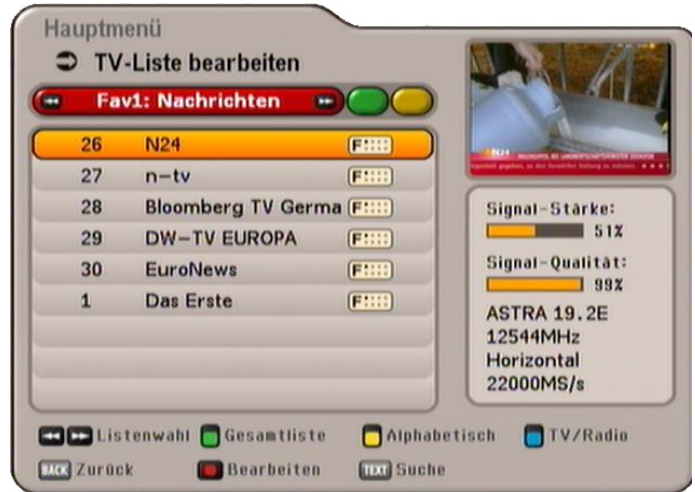 Hauptmenü
TV-Liste bearbeiten
Fav1: Nachrichten
26 N24 F
27 n-tv F
28 Bloomberg TV Germa F
29 DW-TV EUROPA F
30 EuroNews F
1 Das Erste F
N24
Signal-Stärke:
51%
Signal-Qualität:
99%
ASTRA 19.2E
12544MHz
Horizontal
22000MS/s
Listenwahl Gesamtliste Alphabetisch TV/Radio
BACK Zurück Bearbeiten TEXT Suche